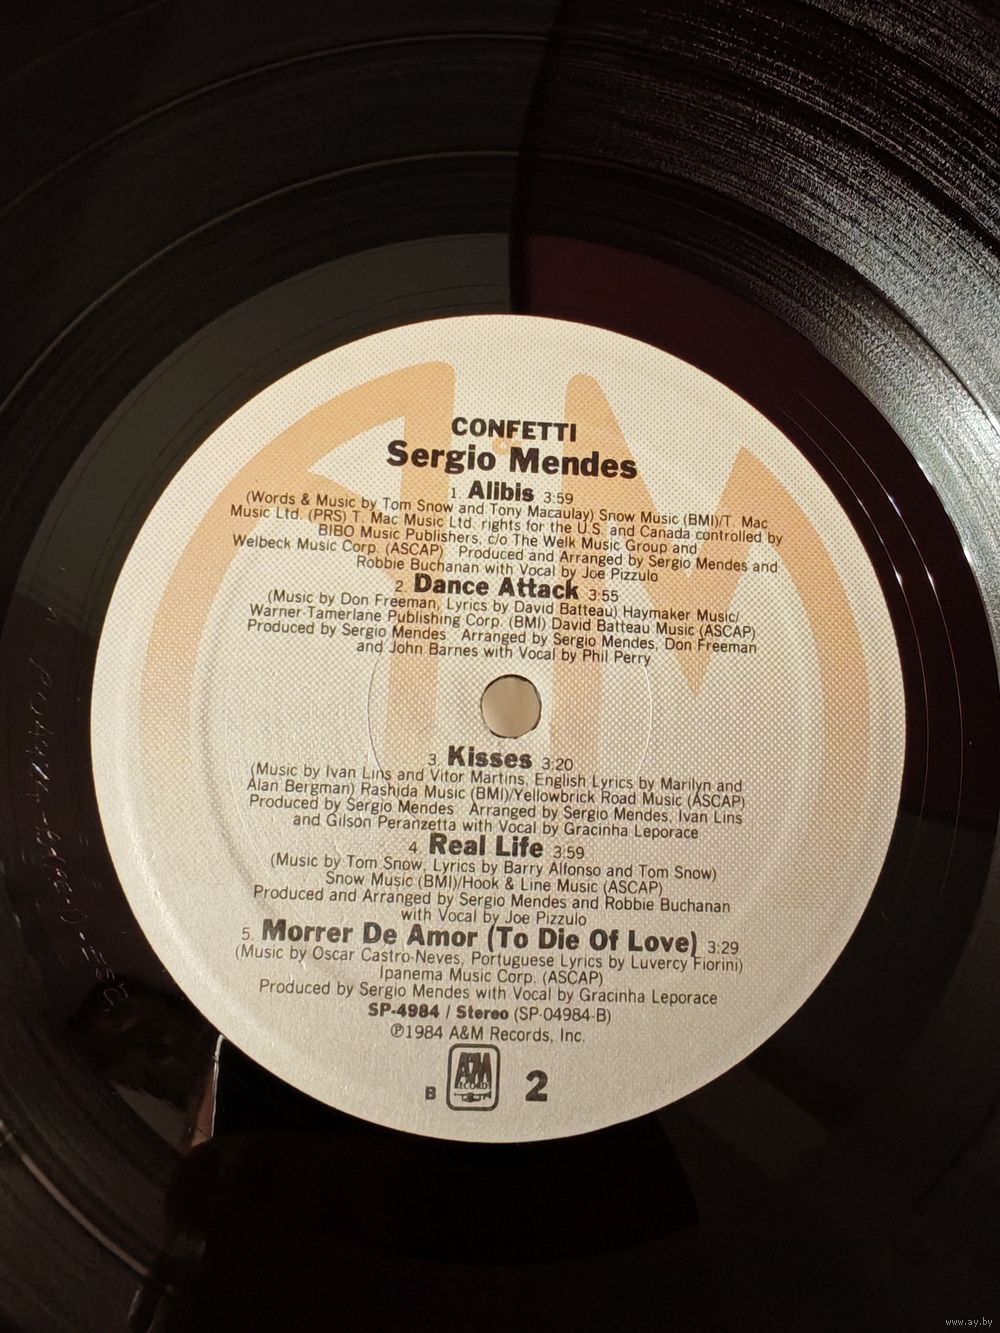 CONFETTI
Sergio Mendes
1. Alibis 3:59
(Words & Music by Tom Snow and Tony Macaulay) Snow Music (BMI)/T. Mac
Music Ltd. (PRS) T. Mac Music Ltd. rights for the U.S. and Canada controlled by
BIBO Music Publishers, c/o The Welk Music Group and
Welbeck Music Corp. (ASCAP) Produced and Arranged by Sergio Mendes and
Robbie Buchanan with Vocal by Joe Pizzulo
2. Dance Attack 3:55
(Music by Don Freeman, Lyrics by David Batteau) Haymaker Music/
Warner-Tamerlane Publishing Corp. (BMI) David Batteau Music (ASCAP)
Produced by Sergio Mendes Arranged by Sergio Mendes, Don Freeman
and John Barnes with Vocal by Phil Perry
3. Kisses 3:20
(Music by Ivan Lins and Vitor Martins, English Lyrics by Marilyn and
Alan Bergman) Rashida Music (BMI)/Yellowbrick Road Music (ASCAP)
Produced by Sergio Mendes Arranged by Sergio Mendes, Ivan Lins
and Gilson Peranzetta with Vocal by Gracinha Leporace
4. Real Life 3:59
(Music by Tom Snow, Lyrics by Barry Alfonso and Tom Snow)
Snow Music (BMI)/Hook & Line Music (ASCAP)
Produced and Arranged by Sergio Mendes and Robbie Buchanan
with Vocal by Joe Pizzulo
5. Morrer De Amor (To Die Of Love) 3:29
(Music by Oscar Castro-Neves, Portuguese Lyrics by Luvercy Fiorini)
Ipanema Music Corp. (ASCAP)
Produced by Sergio Mendes with Vocal by Gracinha Leporace
SP-4984 / Stereo (SP-04984-B)
℗1984 A&M Records, Inc.
A&M
RECORDS
B 2
www.ay.by